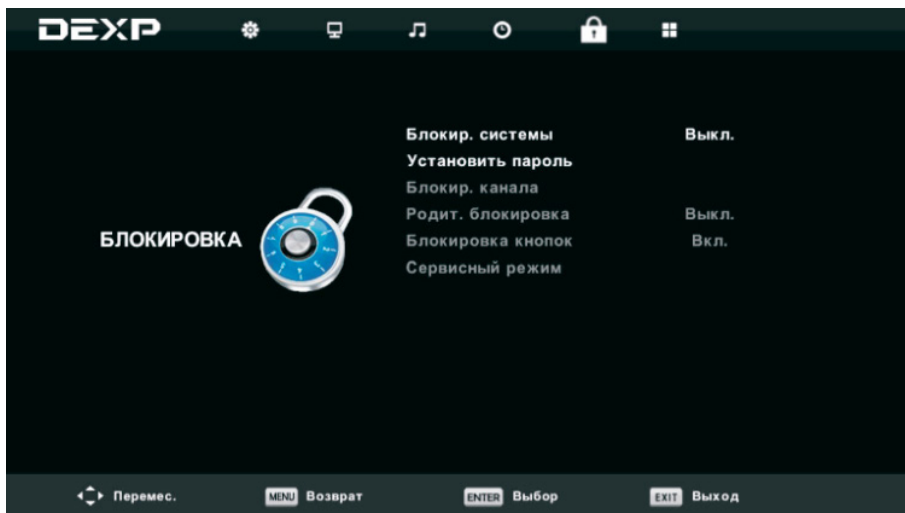 DEXP
Блокир. системы Выкл.
Установить пароль
Блокир. канала
Родит. блокировка Выкл.
БЛОКИРОВКА
Блокировка кнопок Вкл.
Сервисный режим
Перемес. MENU Возврат ENTER Выбор EXIT Выход